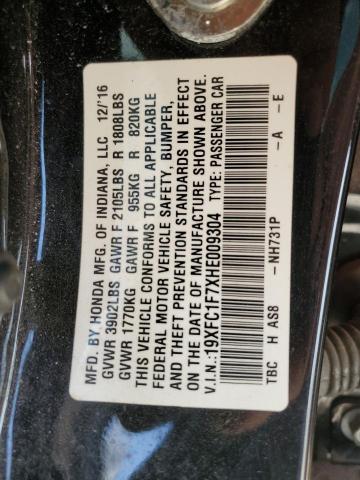 MFD. BY HONDA MFG. OF INDIANA, LLC 12/'16
GVWR 3902LBS GAWR F 2105LBS R 1808LBS
GVWR 1770KG GAWR F 955KG R 820KG
THIS VEHICLE CONFORMS TO ALL APPLICABLE
FEDERAL MOTOR VEHICLE SAFETY, BUMPER,
AND THEFT PREVENTION STANDARDS IN EFFECT
ON THE DATE OF MANUFACTURE SHOWN ABOVE.
V.I.N.:19XFC1F7XHE009304 TYPE: PASSENGER CAR
TBC H AS8 -NH731P -A -E